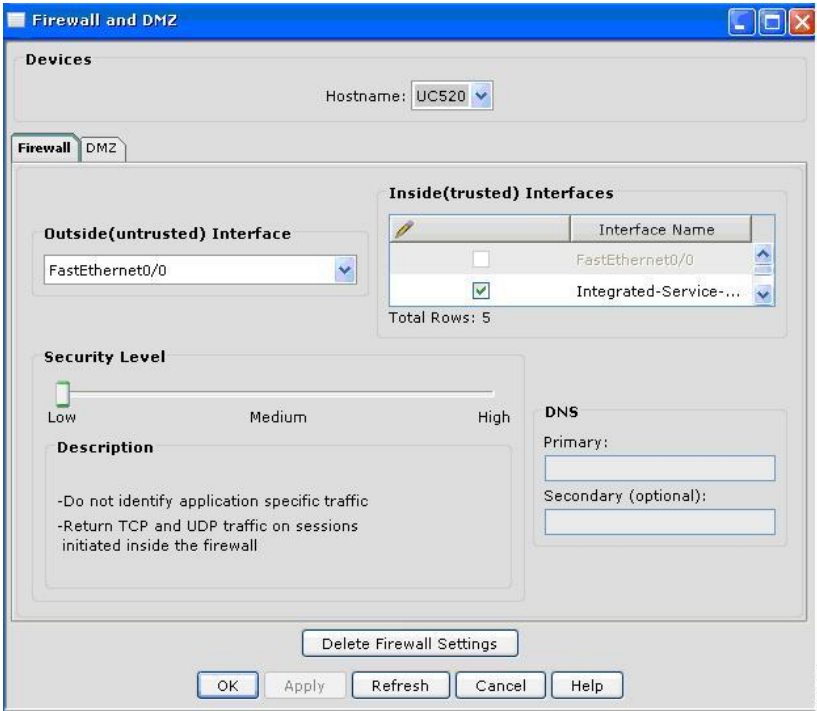 Firewall and DMZ
Devices
Hostname: UC520
Firewall DMZ
Outside(untrusted) Interface
FastEthernet0/0
Inside(trusted) Interfaces
Interface Name
FastEthernet0/0
Integrated-Service-...
Total Rows: 5
Security Level
Low Medium High
Description
-Do not identify application specific traffic
-Return TCP and UDP traffic on sessions
initiated inside the firewall
DNS
Primary:
Secondary (optional):
Delete Firewall Settings
OK Apply Refresh Cancel Help